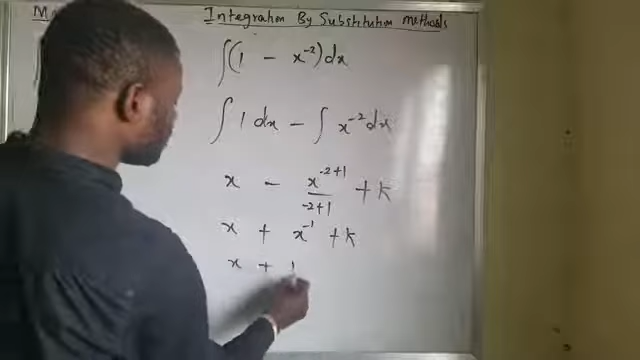 M Integration By Substitution methods
∫(1 - x⁻²)dx
∫1 dx - ∫x⁻² dx
x - x⁻²⁺¹/-2+1 + k
x + x⁻¹ + k
x + 1